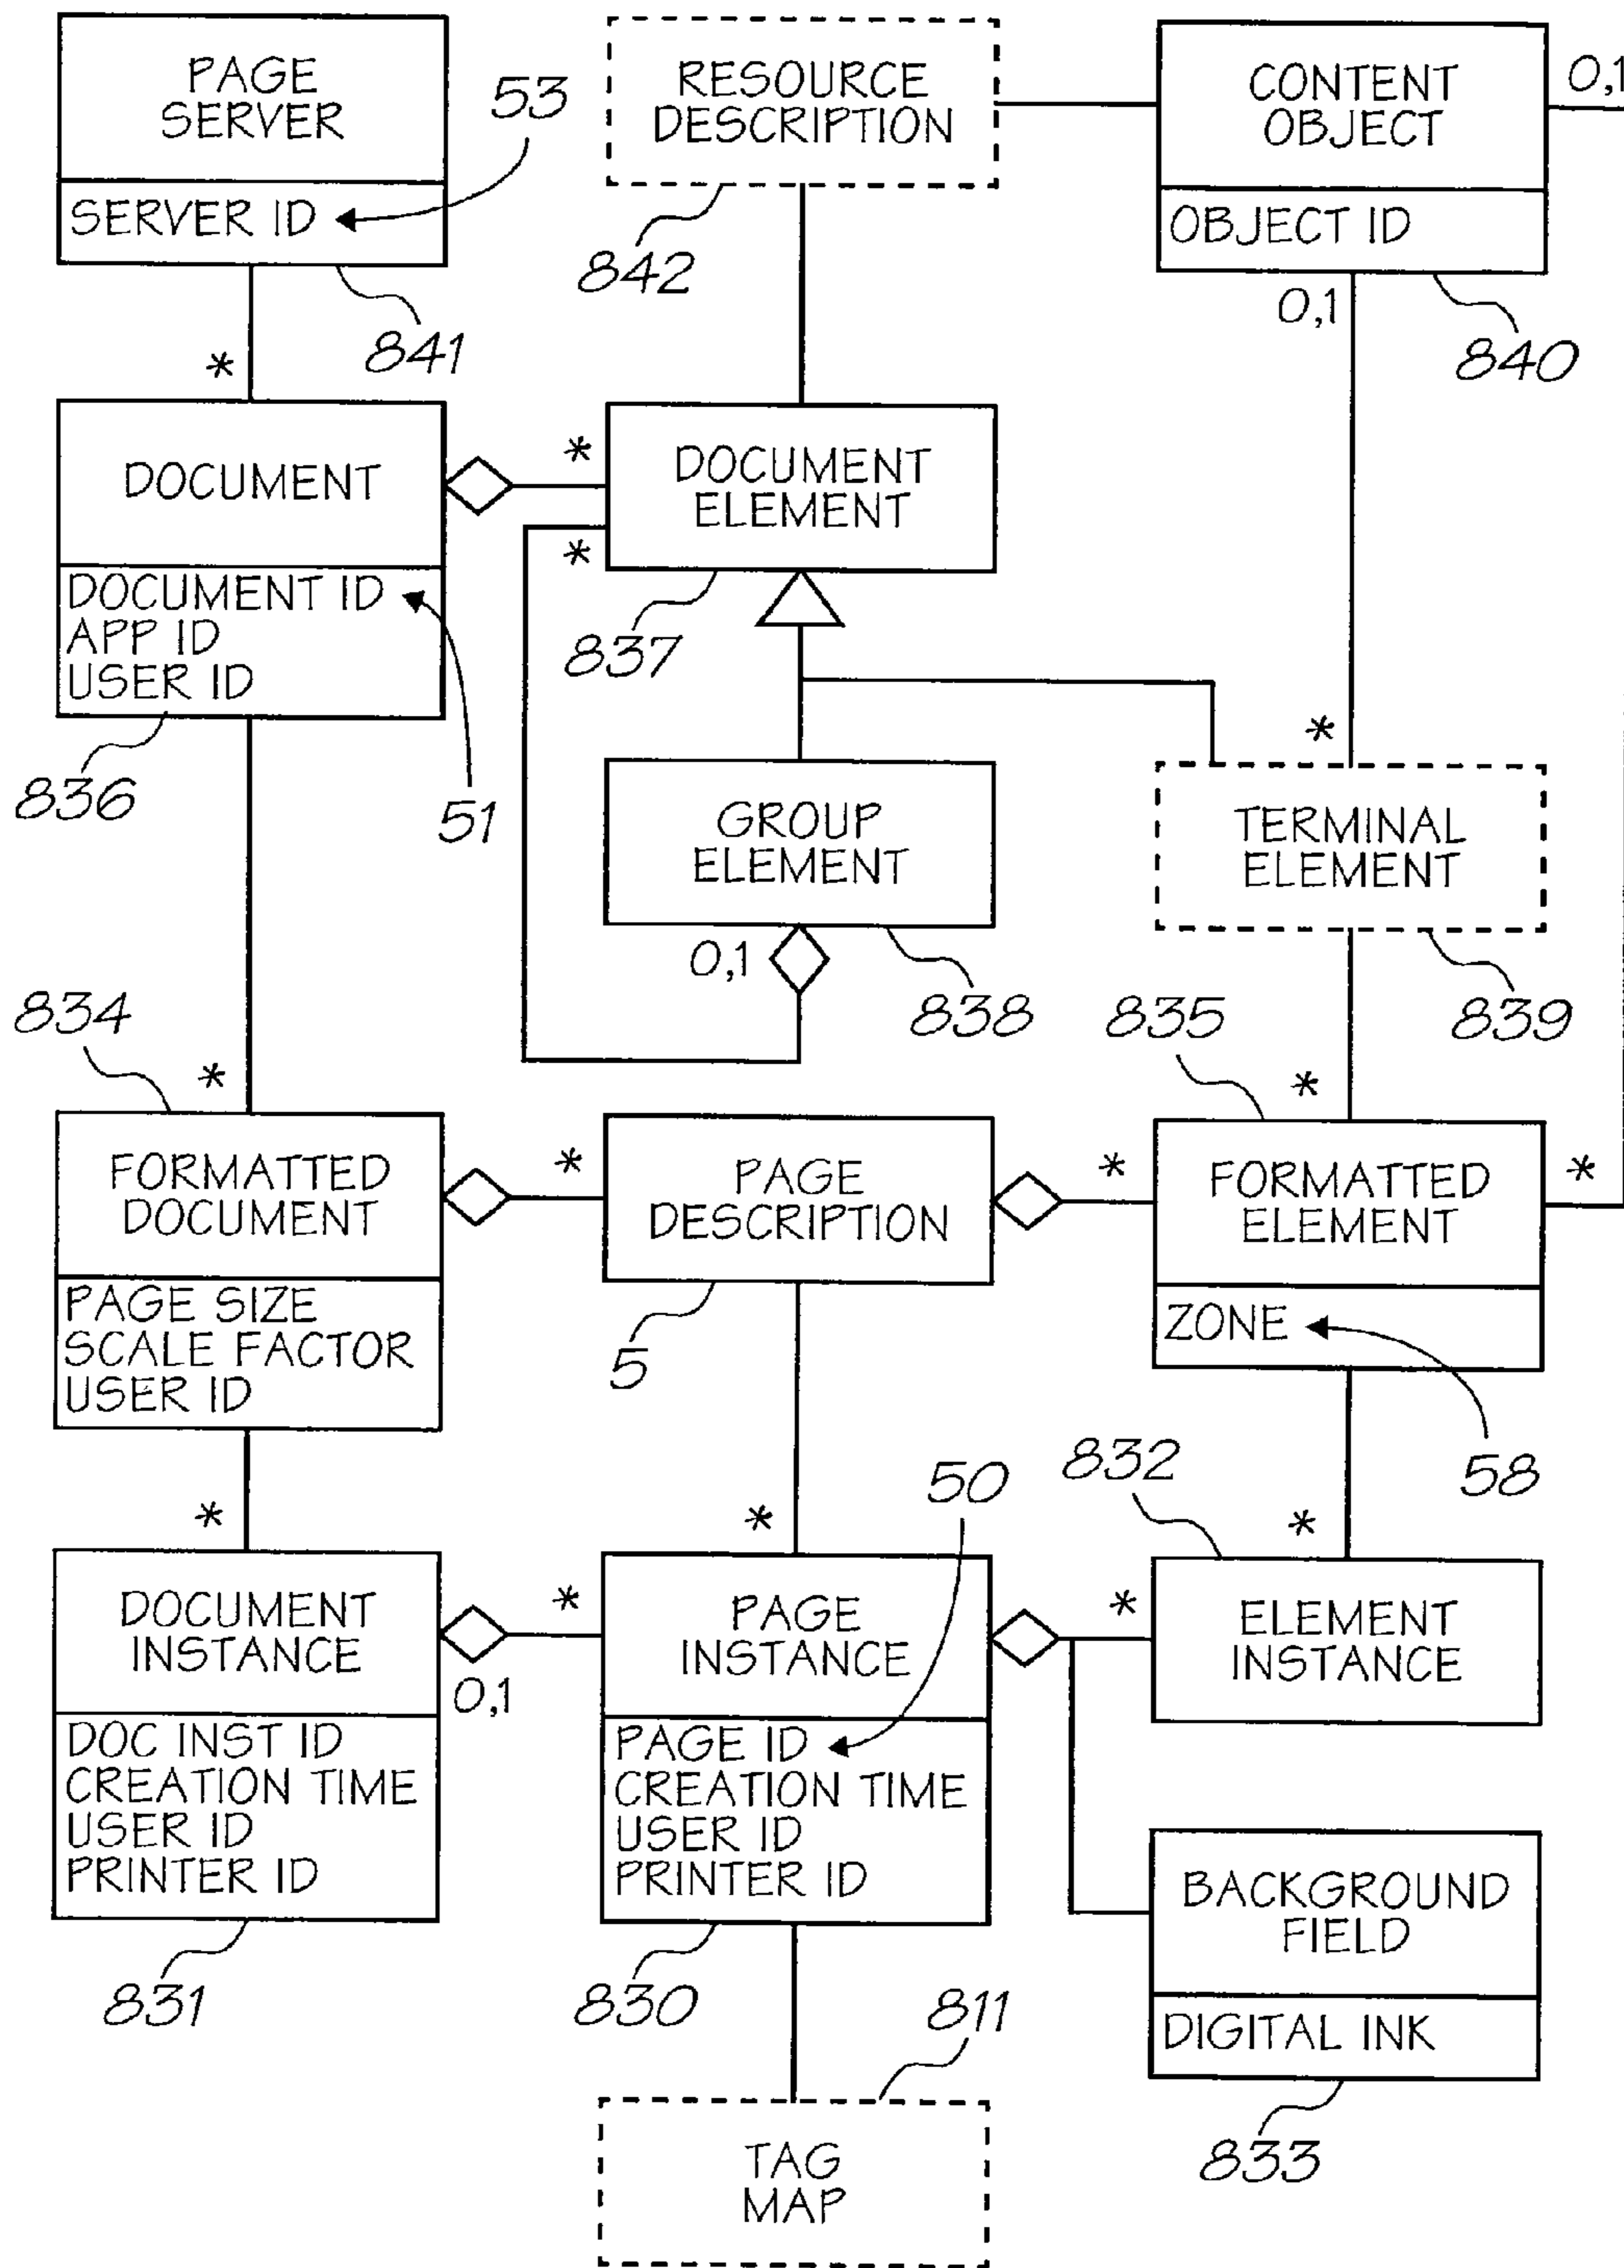 PAGE
SERVER
SERVER ID
53
841
RESOURCE
DESCRIPTION
842
CONTENT
OBJECT
OBJECT ID
0,1
0,1
840
*
DOCUMENT
DOCUMENT ID
APP ID
USER ID
836
51
*
*
DOCUMENT
ELEMENT
837
GROUP
ELEMENT
0,1
838
*
TERMINAL
ELEMENT
839
834
*
FORMATTED
DOCUMENT
PAGE SIZE
SCALE FACTOR
USER ID
*
PAGE
DESCRIPTION
5
835
*
*
FORMATTED
ELEMENT
*
ZONE
58
*
DOCUMENT
INSTANCE
0,1
DOC INST ID
CREATION TIME
USER ID
PRINTER ID
831
*
*
50
PAGE
INSTANCE
PAGE ID
CREATION TIME
USER ID
PRINTER ID
830
832
*
*
ELEMENT
INSTANCE
BACKGROUND
FIELD
DIGITAL INK
833
811
TAG
MAP